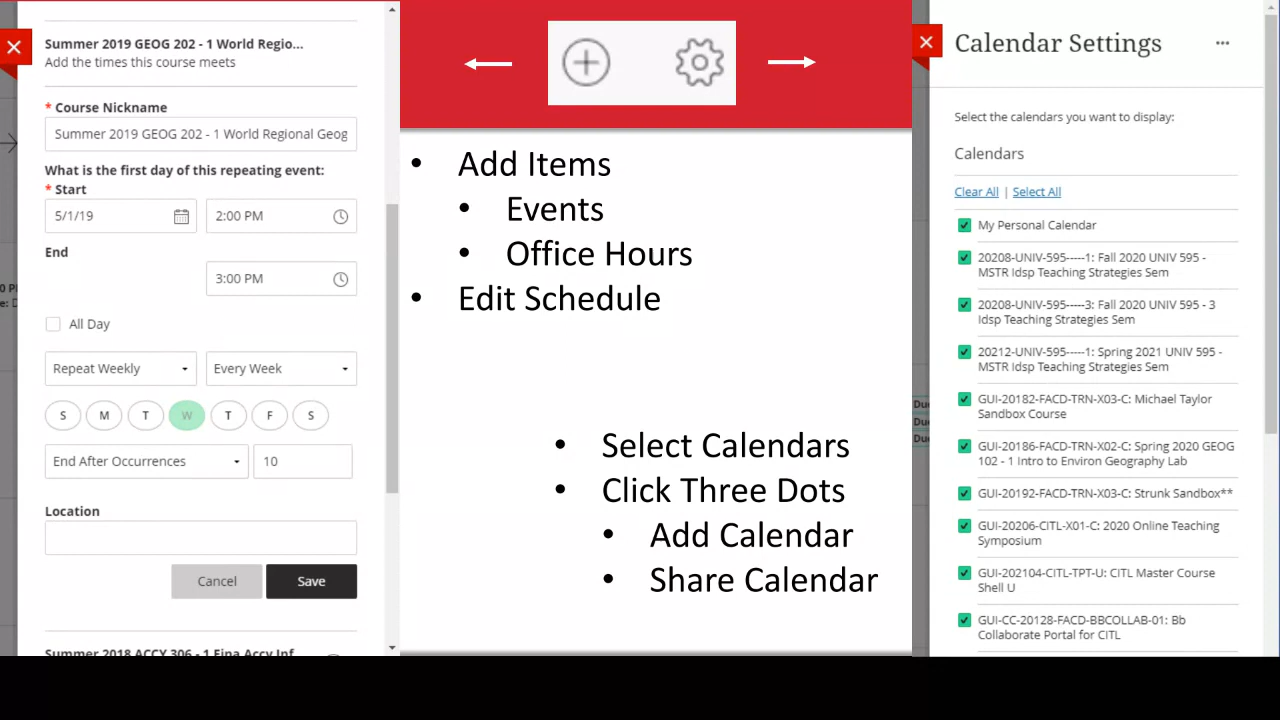 Summer 2019 GEOG 202 - 1 World Regio...
Add the times this course meets
* Course Nickname
Summer 2019 GEOG 202 - 1 World Regional Geog
What is the first day of this repeating event:
* Start
5/1/19
2:00 PM
End
3:00 PM
All Day
Repeat Weekly
Every Week
S M T W T F S
End After Occurrences
10
Location
Cancel
Save
• Add Items
• Events
• Office Hours
• Edit Schedule
• Select Calendars
• Click Three Dots
• Add Calendar
• Share Calendar
Calendar Settings
Select the calendars you want to display:
Calendars
Clear All | Select All
My Personal Calendar
20208-UNIV-595-----1: Fall 2020 UNIV 595 -
MSTR Idsp Teaching Strategies Sem
20208-UNIV-595-----3: Fall 2020 UNIV 595 - 3
Idsp Teaching Strategies Sem
20212-UNIV-595-----1: Spring 2021 UNIV 595 -
MSTR Idsp Teaching Strategies Sem
GUI-20182-FACD-TRN-X03-C: Michael Taylor
Sandbox Course
GUI-20186-FACD-TRN-X02-C: Spring 2020 GEOG
102 - 1 Intro to Environ Geography Lab
GUI-20192-FACD-TRN-X03-C: Strunk Sandbox**
GUI-20206-CITL-X01-C: 2020 Online Teaching
Symposium
GUI-202104-CITL-TPT-U: CITL Master Course
Shell U
GUI-CC-20128-FACD-BBCOLLAB-01: Bb
Collaborate Portal for CITL